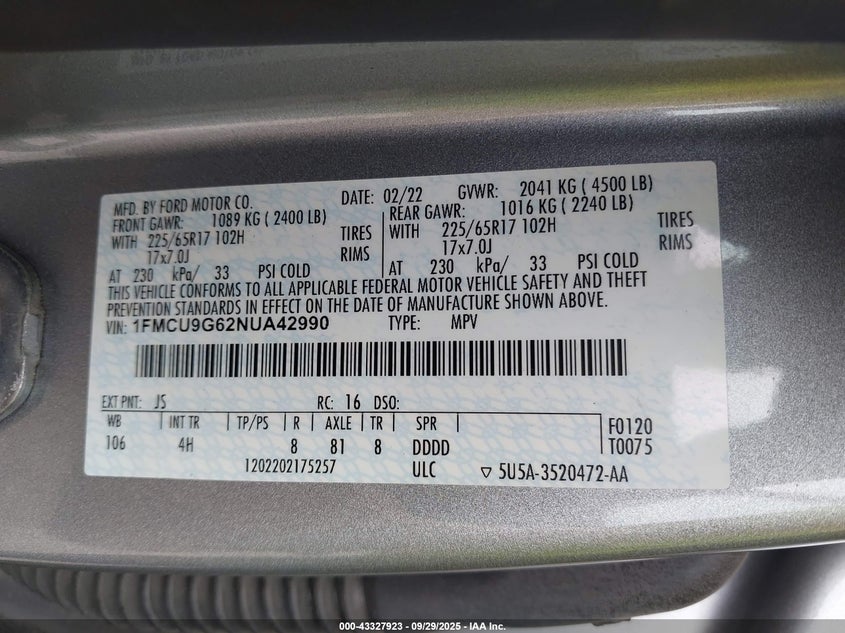 MFD. BY FORD MOTOR CO. DATE: 02/22 GVWR: 2041 KG ( 4500 LB)
FRONT GAWR: 1089 KG ( 2400 LB) REAR GAWR: 1016 KG ( 2240 LB)
WITH 225/65R17 102H TIRES WITH 225/65R17 102H TIRES
17x7.0J RIMS 17x7.0J RIMS
AT 230 kPa/ 33 PSI COLD AT 230 kPa/ 33 PSI COLD
THIS VEHICLE CONFORMS TO ALL APPLICABLE FEDERAL MOTOR VEHICLE SAFETY AND THEFT
PREVENTION STANDARDS IN EFFECT ON THE DATE OF MANUFACTURE SHOWN ABOVE.
VIN: 1FMCU9G62NUA42990 TYPE: MPV
EXT PNT: JS RC: 16 DSO:
WB INT TR TP/PS R AXLE TR SPR F0120
106 4H 8 81 8 DDDD T0075
1202202175257 ULC ▽ 5U5A-3520472-AA
000-43327923 / 09/29/2025 - IAA Inc.